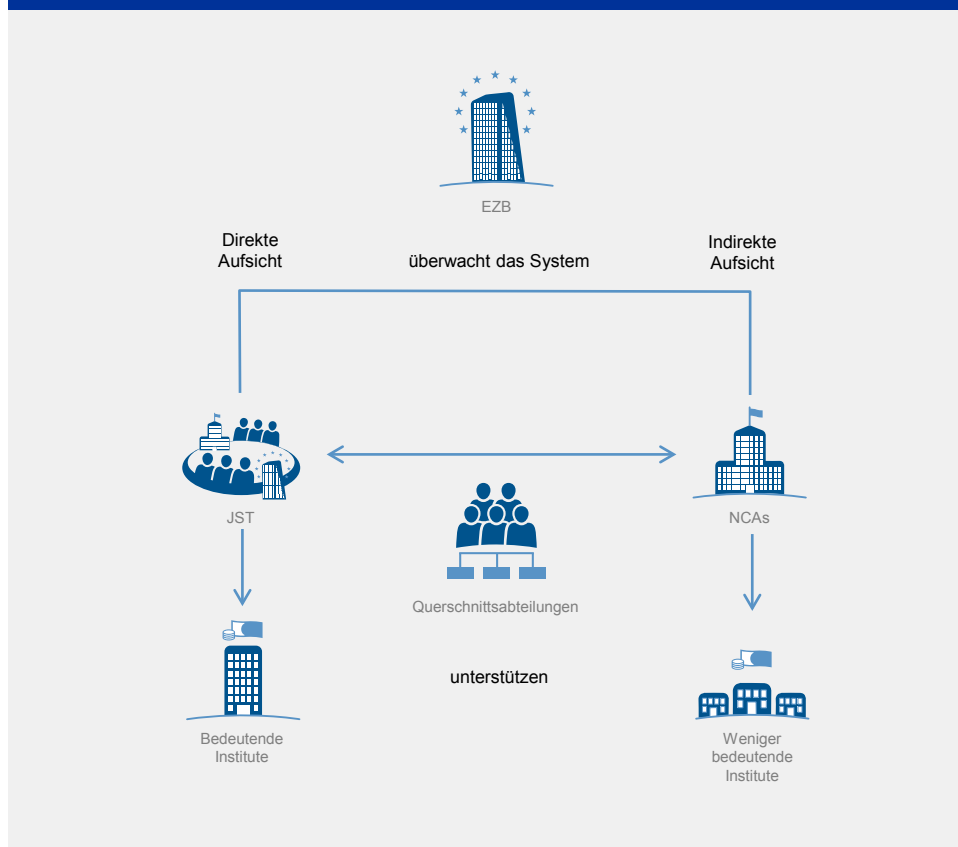 EZB
Direkte
Aufsicht
überwacht das System
Indirekte
Aufsicht
JST
NCAs
Querschnittsabteilungen
unterstützen
Bedeutende
Institute
Weniger
bedeutende
Institute